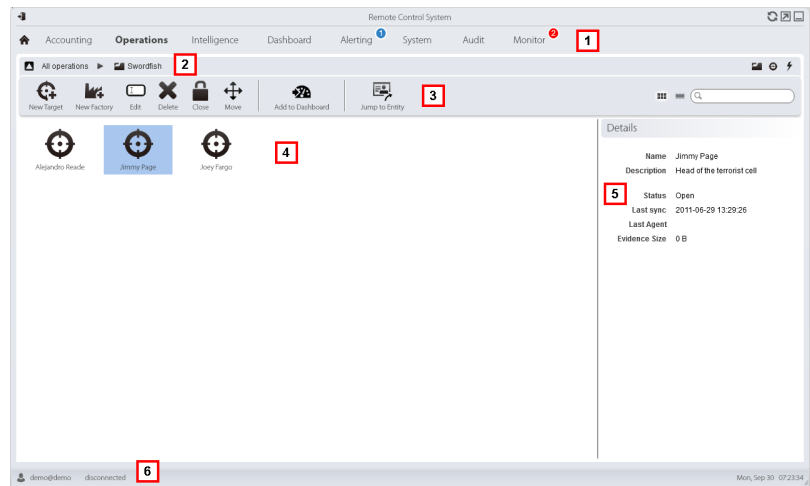 Remote Control System
Accounting Operations Intelligence Dashboard Alerting 1 System Audit Monitor 2 1
All operations Swordfish 2
New Target New Factory Edit Delete Close Move Add to Dashboard Jump to Entity 3
Alejandro Reade Jimmy Page Joey Fargo 4
Details
Name Jimmy Page
Description Head of the terrorist cell
5 Status Open
Last sync 2011-06-29 13:29:26
Last Agent
Evidence Size 0 B
demo@demo disconnected 6 Mon, Sep 30 07:23:34